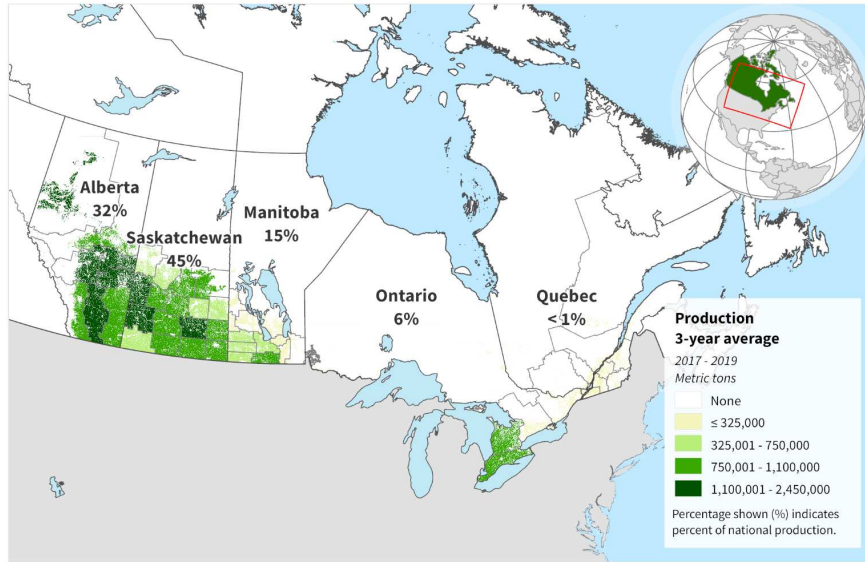 Alberta
32%
Saskatchewan
45%
Manitoba
15%
Ontario
6%
Quebec
< 1%
Production
3-year average
2017 - 2019
Metric tons
None
≤ 325,000
325,001 - 750,000
750,001 - 1,100,000
1,100,001 - 2,450,000
Percentage shown (%) indicates
percent of national production.